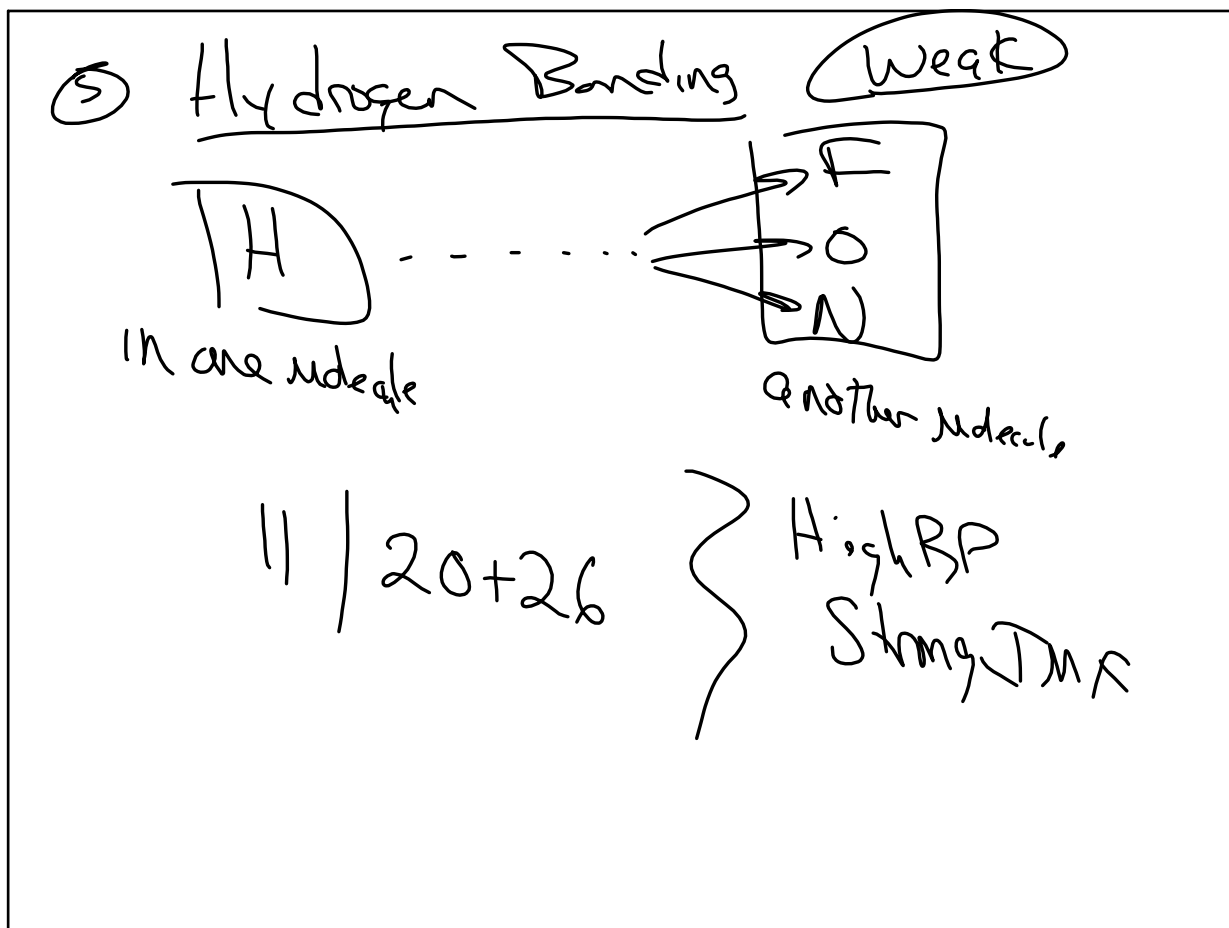 5 Hydrogen Bonding Weak
H - - - - - - - F
O
N
in one molecule
another molecule
11 | 20+26
High BP
Strong IMF